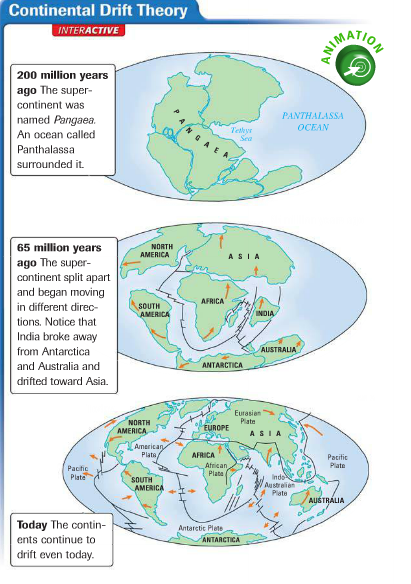 Continental Drift Theory
INTERACTIVE
ANIMATION
200 million years
ago The super-
continent was
named Pangaea.
An ocean called
Panthalassa
surrounded it.
PANGAEA
Tethys
Sea
PANTHALASSA
OCEAN
65 million years
ago The super-
continent split apart
and began moving
in different direc-
tions. Notice that
India broke away
from Antarctica
and Australia and
drifted toward Asia.
NORTH
AMERICA
ASIA
SOUTH
AMERICA
AFRICA
INDIA
AUSTRALIA
ANTARCTICA
Today The contin-
ents continue to
drift even today.
NORTH
AMERICA
Eurasian
Plate
EUROPE
ASIA
American
Plate
AFRICA
African
Plate
Pacific
Plate
Pacific
Plate
SOUTH
AMERICA
Indo-
Australian
Plate
AUSTRALIA
Antarctic Plate
ANTARCTICA